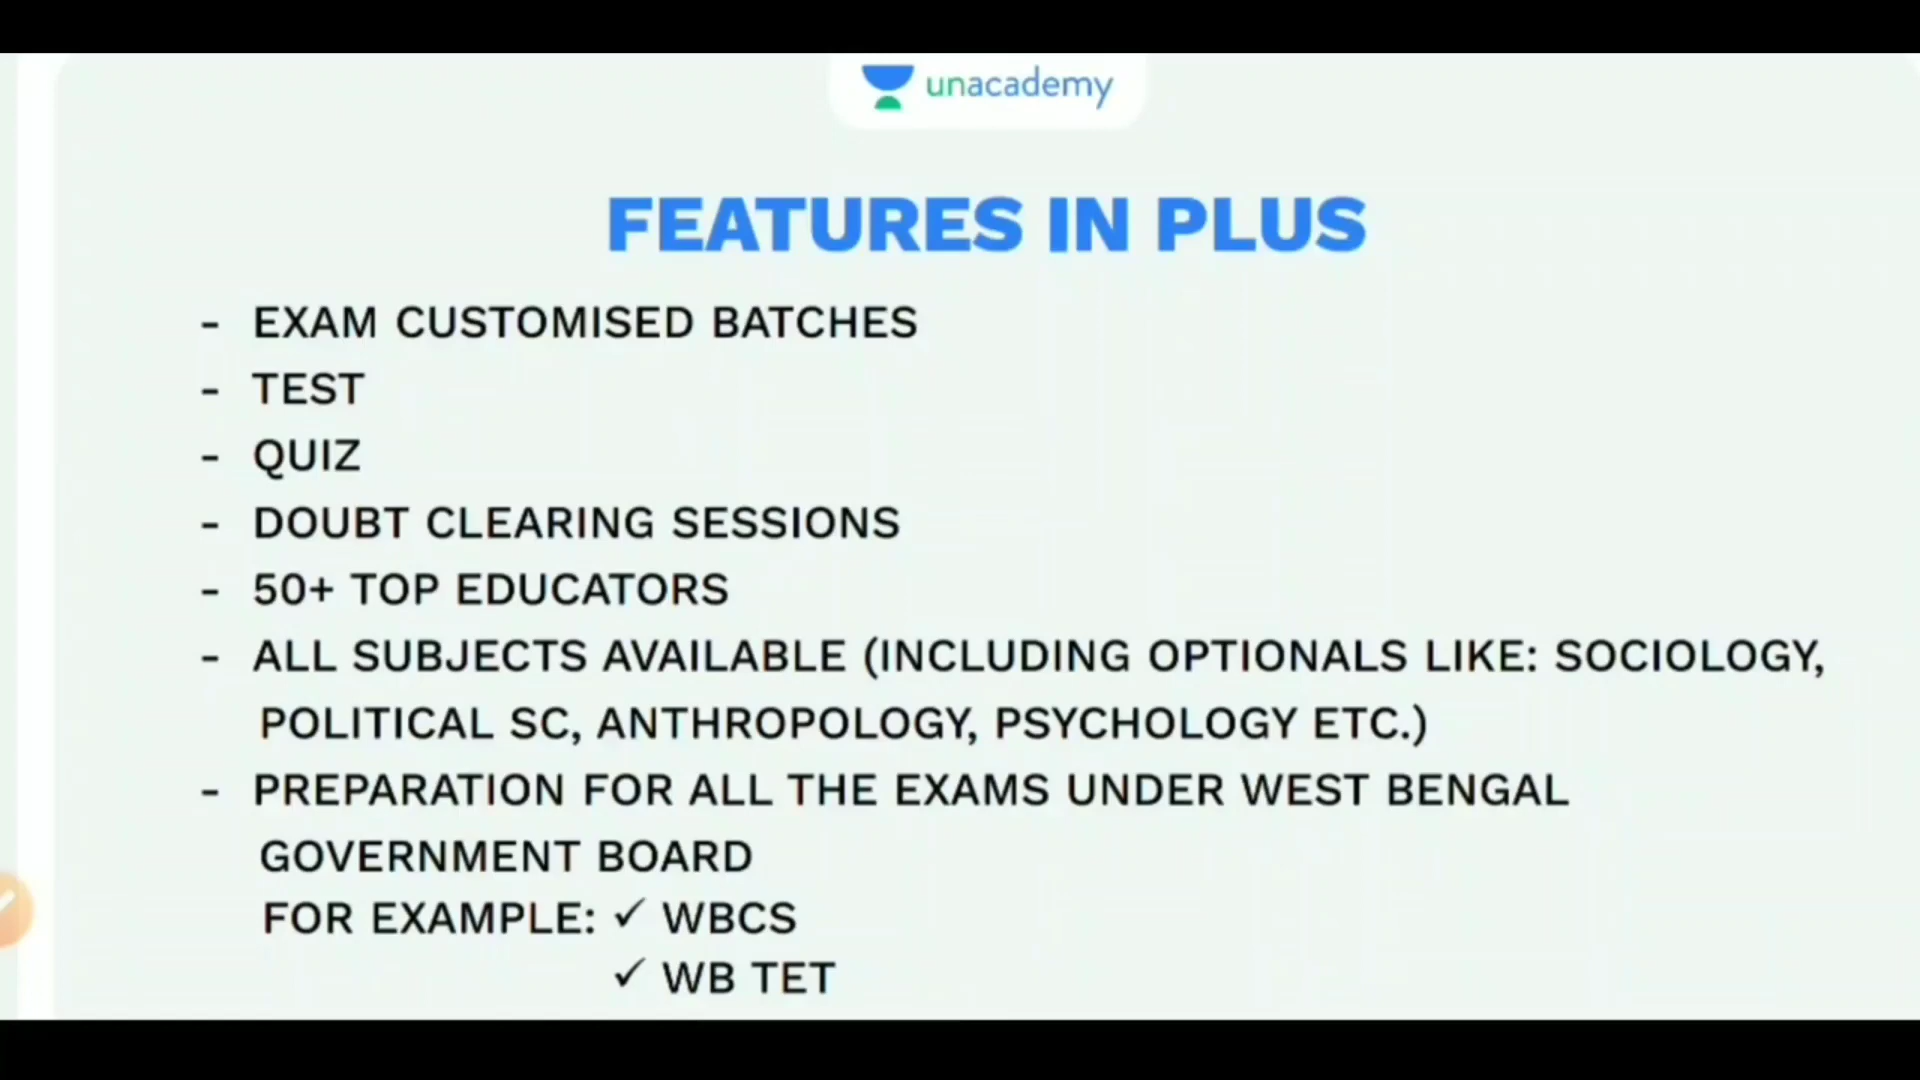 unacademy
FEATURES IN PLUS
- EXAM CUSTOMISED BATCHES
- TEST
- QUIZ
- DOUBT CLEARING SESSIONS
- 50+ TOP EDUCATORS
- ALL SUBJECTS AVAILABLE (INCLUDING OPTIONALS LIKE: SOCIOLOGY,
POLITICAL SC, ANTHROPOLOGY, PSYCHOLOGY ETC.)
- PREPARATION FOR ALL THE EXAMS UNDER WEST BENGAL
GOVERNMENT BOARD
FOR EXAMPLE: ✓ WBCS
✓ WB TET